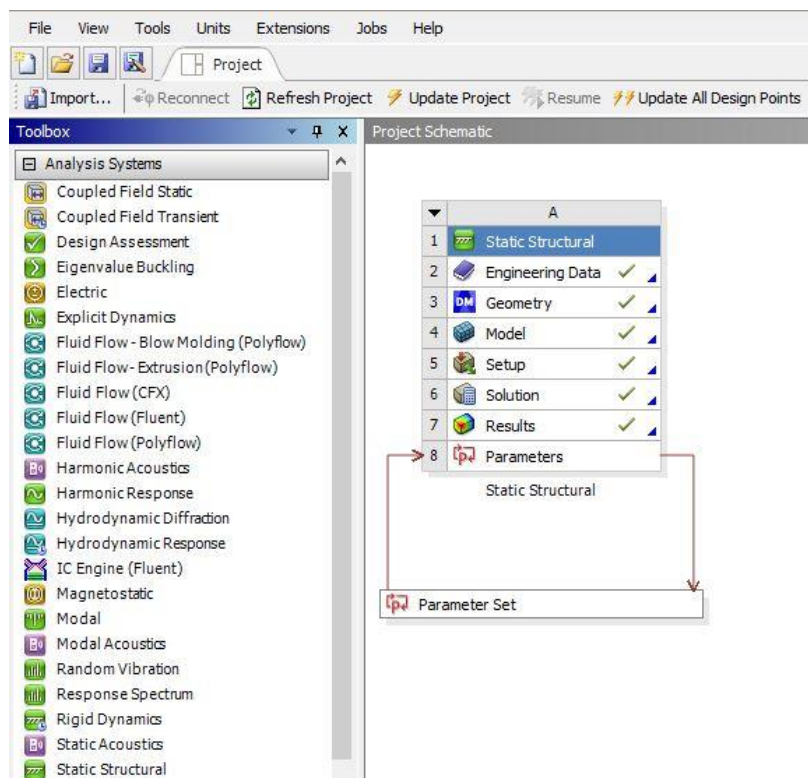 File View Tools Units Extensions Jobs Help
Project
Import... Reconnect Refresh Project Update Project Resume Update All Design Points
Toolbox
Analysis Systems
Coupled Field Static
Coupled Field Transient
Design Assessment
Eigenvalue Buckling
Electric
Explicit Dynamics
Fluid Flow - Blow Molding (Polyflow)
Fluid Flow - Extrusion (Polyflow)
Fluid Flow (CFX)
Fluid Flow (Fluent)
Fluid Flow (Polyflow)
Harmonic Acoustics
Harmonic Response
Hydrodynamic Diffraction
Hydrodynamic Response
IC Engine (Fluent)
Magnetostatic
Modal
Modal Acoustics
Random Vibration
Response Spectrum
Rigid Dynamics
Static Acoustics
Static Structural
Project Schematic
A
1 Static Structural
2 Engineering Data
3 DM Geometry
4 Model
5 Setup
6 Solution
7 Results
8 Parameters
Static Structural
Parameter Set